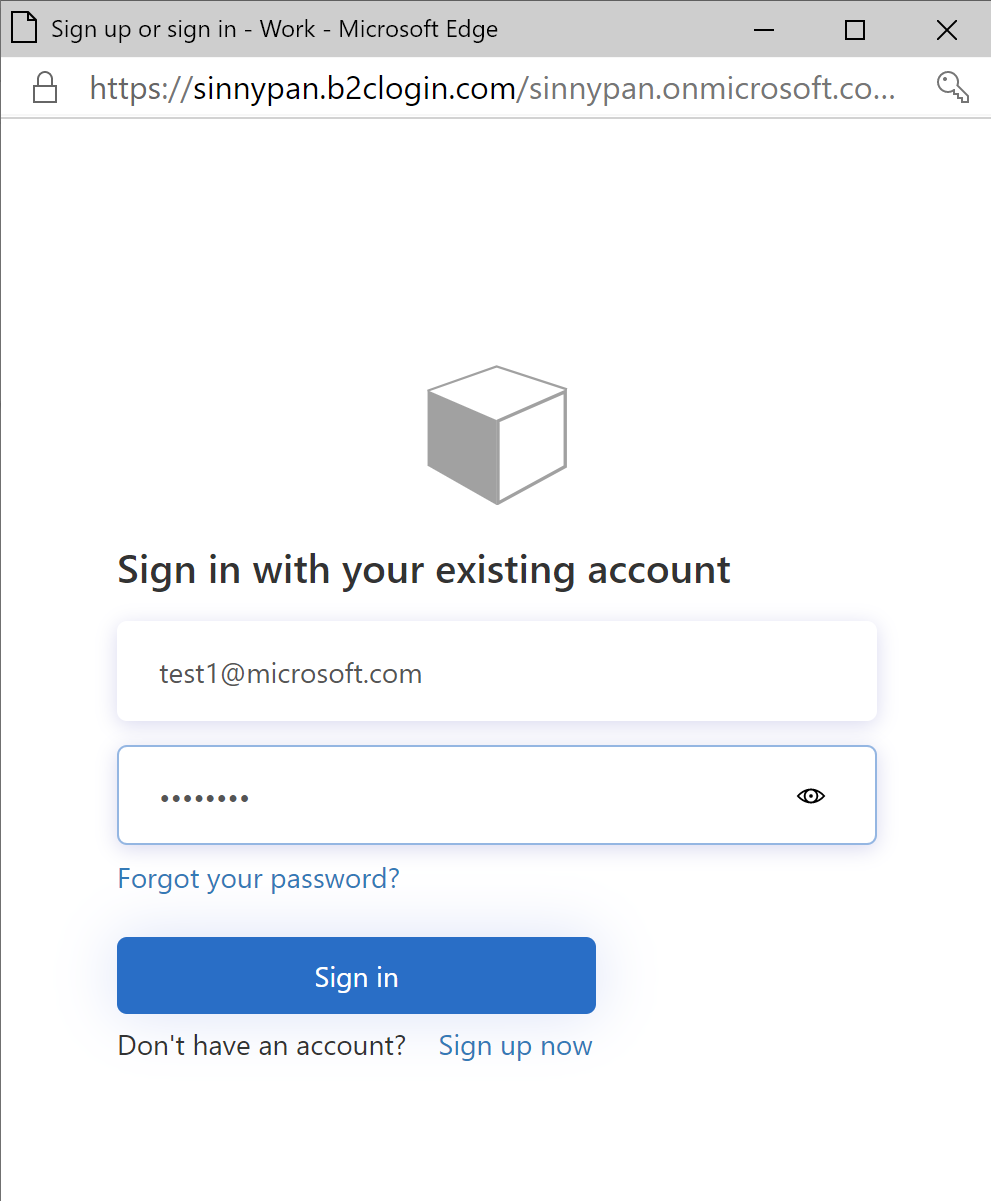 Sign up or sign in - Work - Microsoft Edge
https://sinnypan.b2clogin.com/sinnypan.onmicrosoft.co...
Sign in with your existing account
test1@microsoft.com
••••••••
Forgot your password?
Sign in
Don't have an account? Sign up now